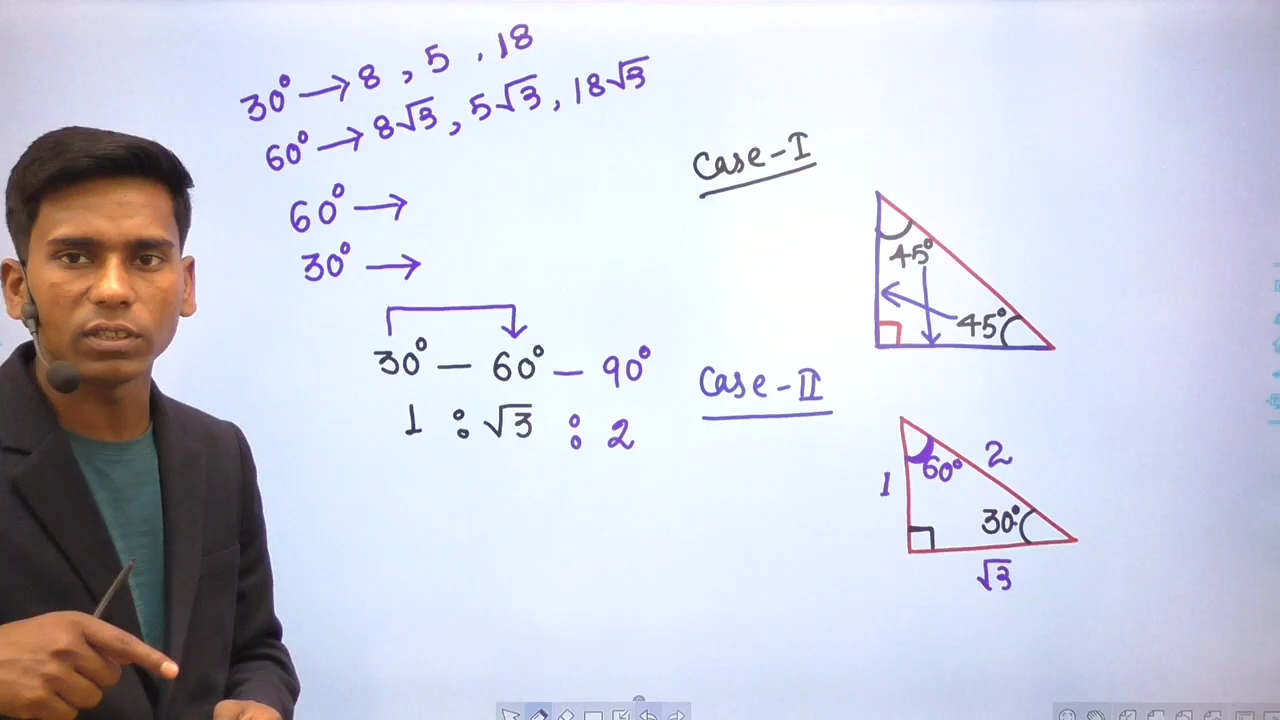 30° → 8 , 5 , 18
60° → 8√3 , 5√3 , 18√3
60° →
30° →
30° — 60° — 90°
1 : √3 : 2
Case-I
45°
45°
Case-II
60°
2
1
30°
√3